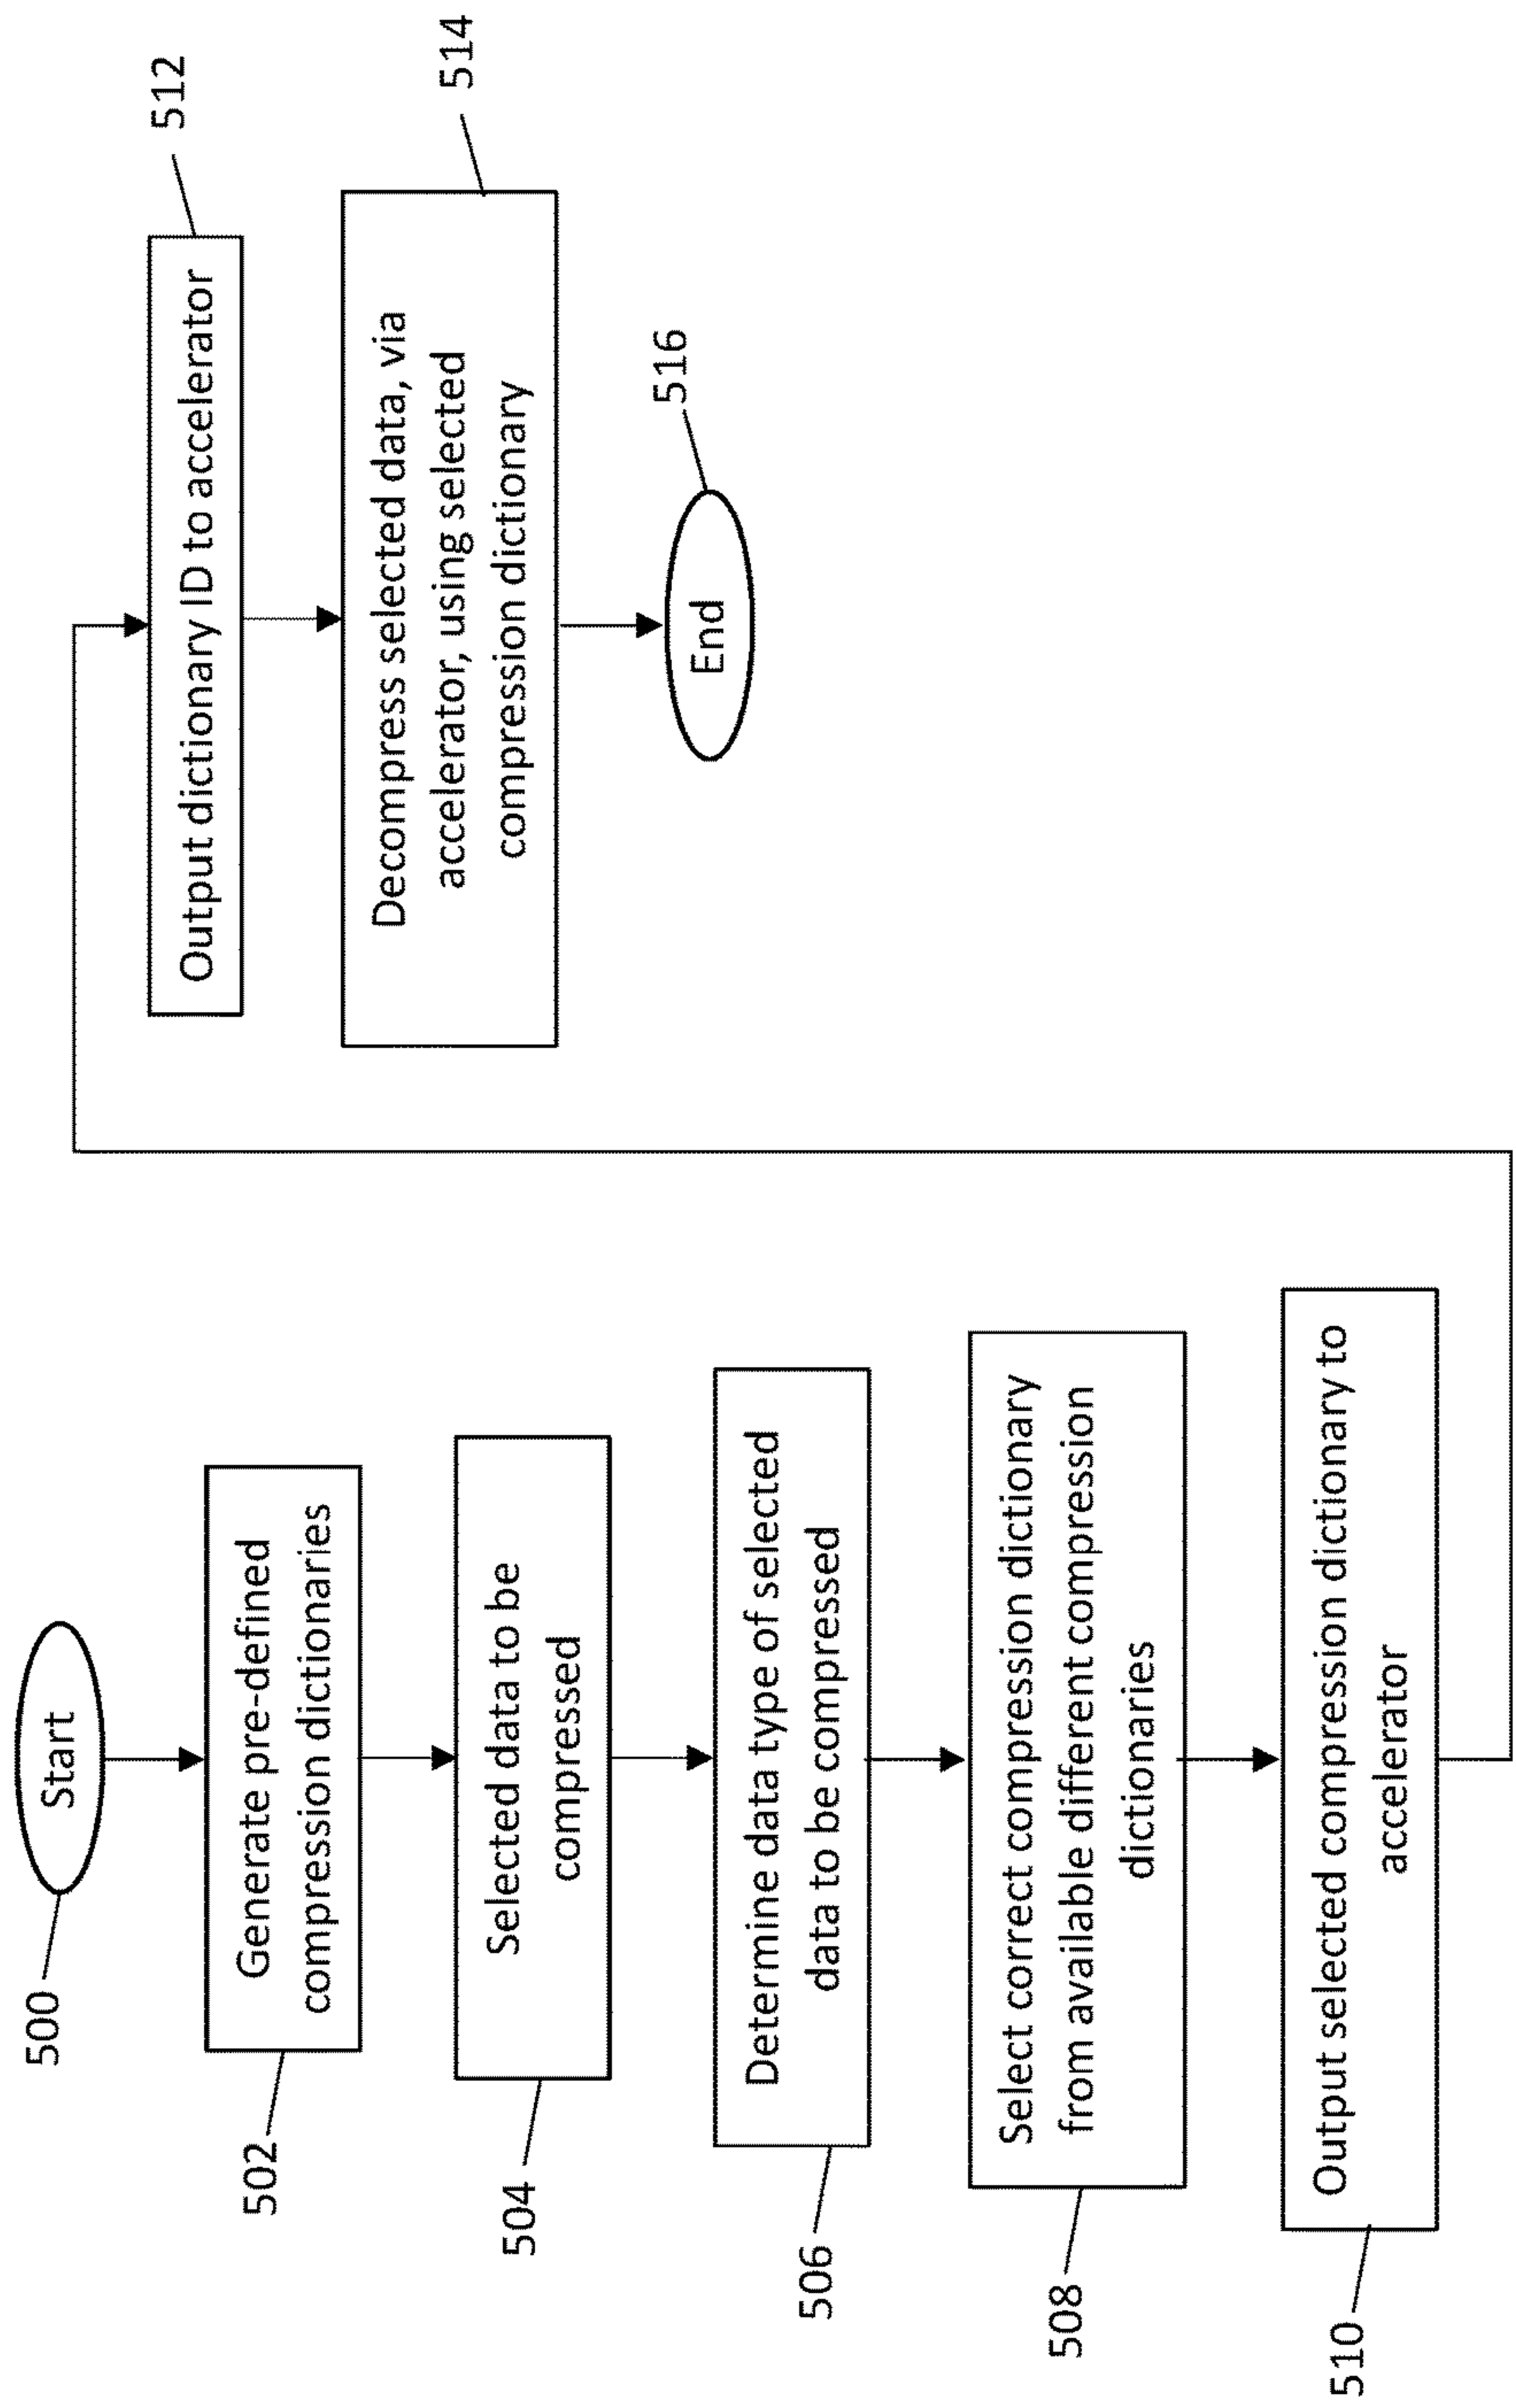 500
Start
502
Generate pre-defined
compression dictionaries
504
Selected data to be
compressed
506
Determine data type of selected
data to be compressed
508
Select correct compression dictionary
from available different compression
dictionaries
510
Output selected compression dictionary to
accelerator
512
Output dictionary ID to accelerator
514
Decompress selected data, via
accelerator, using selected
compression dictionary
516
End